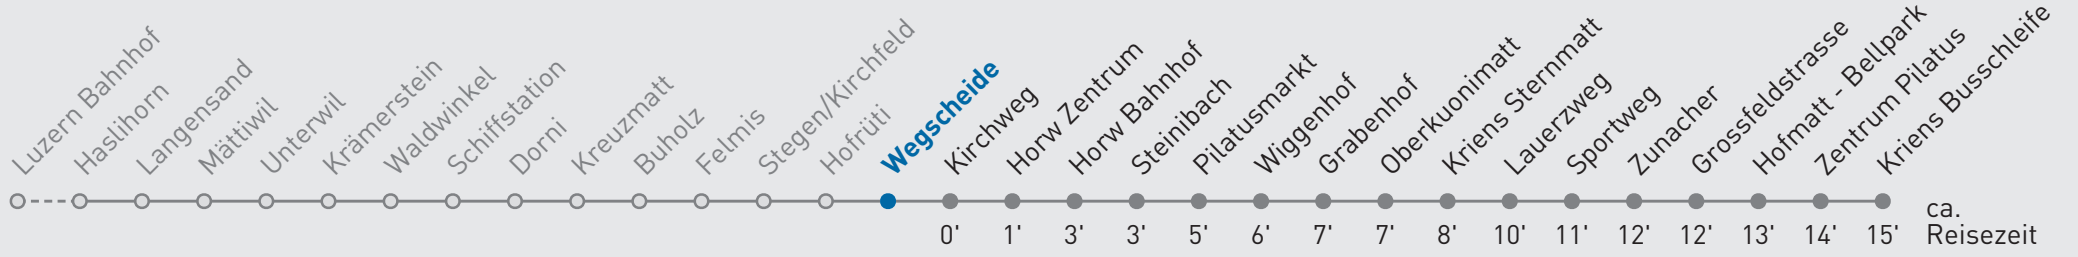 Luzern Bahnhof
Haslihorn
Langensand
Mättiwil
Unterwil
Krämerstein
Waldwinkel
Schiffstation
Dorni
Kreuzmatt
Buholz
Felmis
Stegen/Kirchfeld
Hofrüti
Wegscheide
Kirchweg
Horw Zentrum
Horw Bahnhof
Steinibach
Pilatusmarkt
Wiggenhof
Grabenhof
Oberkuonimatt
Kriens Sternmatt
Lauerzweg
Sportweg
Zunacher
Grossfeldstrasse
Hofmatt - Bellpark
Zentrum Pilatus
Kriens Busschleife
0' 1' 3' 3' 5' 6' 7' 7' 8' 10' 11' 12' 12' 13' 14' 15'
ca.
Reisezeit